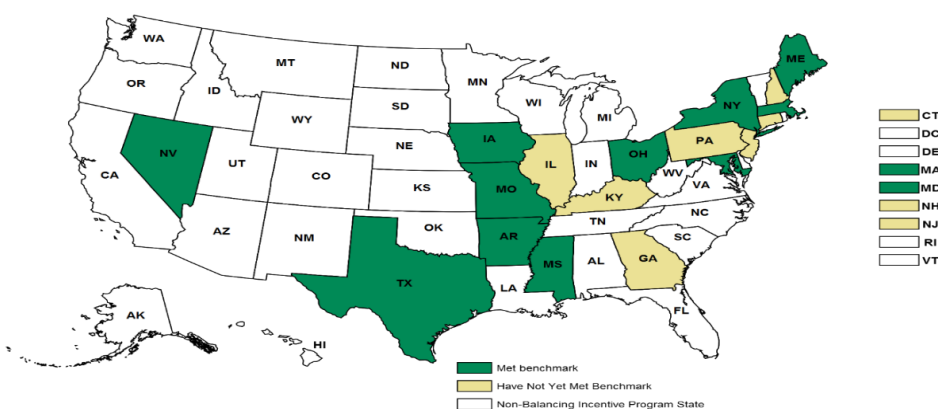 WA
MT
ND
MN
ME
OR
ID
SD
WI
MI
NY
WY
IA
PA
NE
NV
UT
CO
IL
IN
OH
WV
VA
CA
KS
MO
KY
NC
TN
AZ
NM
OK
AR
SC
TX
MS
AL
GA
LA
AK
HI
FL
CT
DC
DE
MA
MD
NH
NJ
RI
VT
Met benchmark
Have Not Yet Met Benchmark
Non-Balancing Incentive Program State